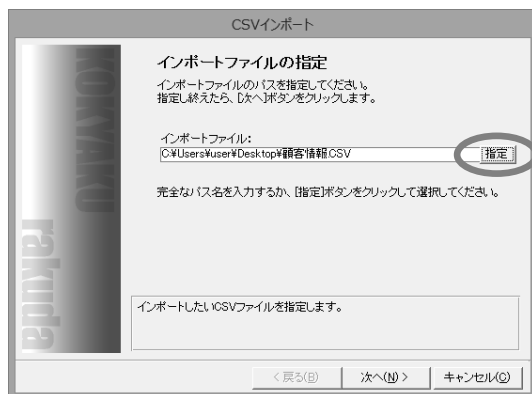 CSVインポート
インポートファイルの指定
インポートファイルのパスを指定してください。
指定し終えたら、[次へ]ボタンをクリックします。
インポートファイル:
C:¥Users¥user¥Desktop¥顧客情報.CSV
指定
完全なパス名を入力するか、[指定]ボタンをクリックして選択してください。
KOKYAKU
rakuda
インポートしたいCSVファイルを指定します。
< 戻る(B)
次へ(N) >
キャンセル(C)